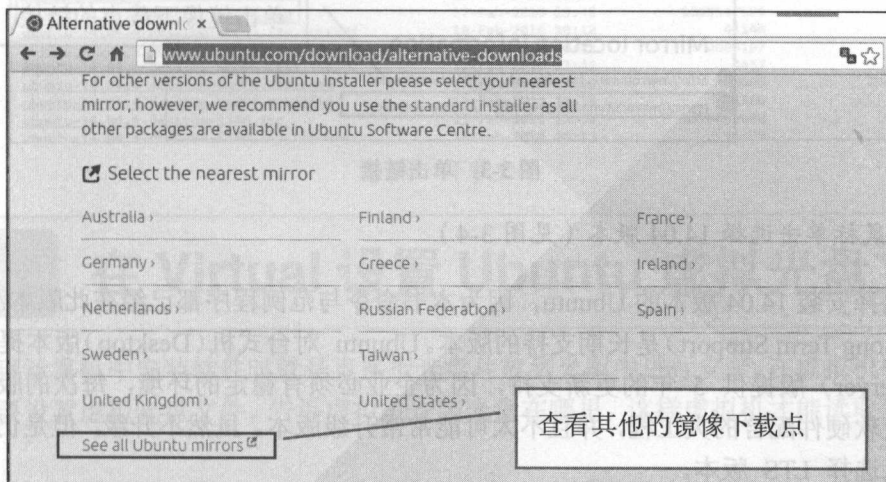 Alternative downl
www.ubuntu.com/download/alternative-downloads
For other versions of the Ubuntu Installer please select your nearest
mirror; however, we recommend you use the standard installer as all
other packages are available in Ubuntu Software Centre.
Select the nearest mirror
Australia ›
Finland ›
France ›
Germany ›
Greece ›
Ireland ›
Netherlands ›
Russian Federation ›
Spain ›
Sweden ›
Taiwan ›
United Kingdom ›
United States ›
See all Ubuntu mirrors
查看其他的镜像下载点